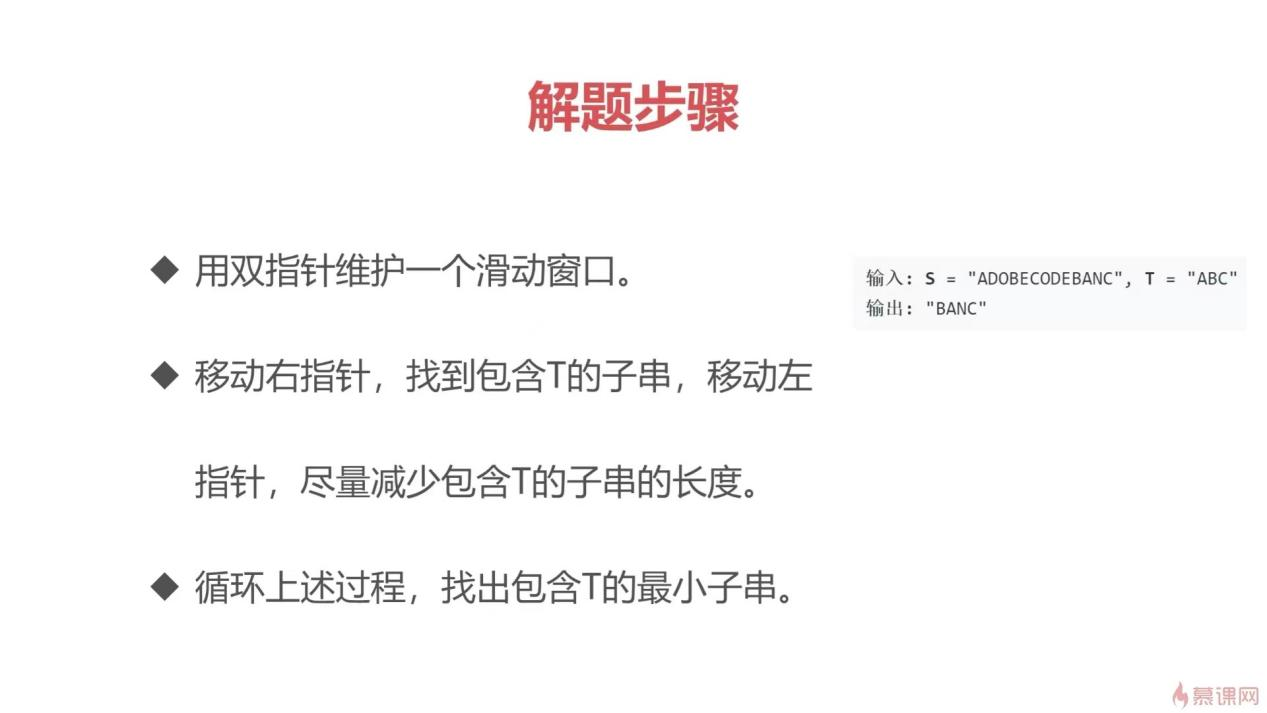 解题步骤
◆ 用双指针维护一个滑动窗口。
输入: S = "ADOBECODEBANC", T = "ABC"
输出: "BANC"
◆ 移动右指针，找到包含T的子串，移动左
指针，尽量减少包含T的子串的长度。
◆ 循环上述过程，找出包含T的最小子串。
慕课网